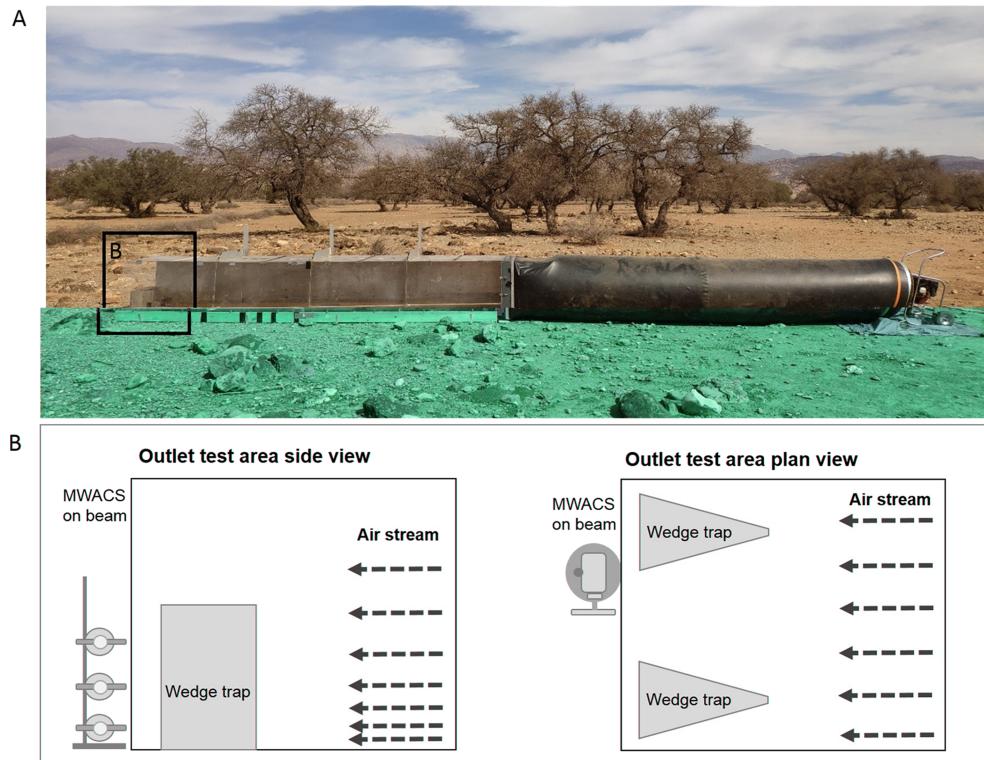 A
B
B
Outlet test area side view
MWACS
on beam
Air stream
Wedge trap
Outlet test area plan view
MWACS
on beam
Air stream
Wedge trap
Wedge trap